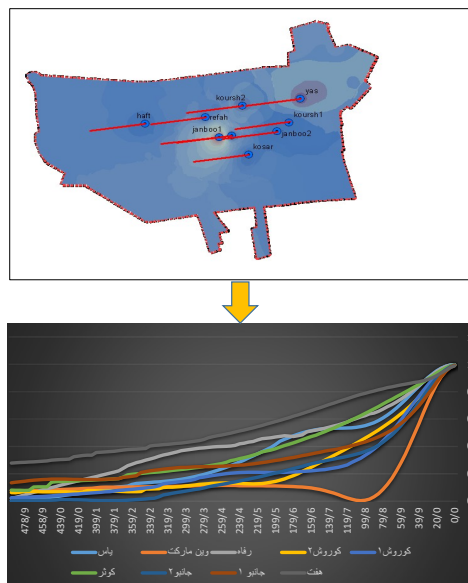 yas
koursh2
haft
refah
koursh1
janboo1
janboo2
kosar
478/9 458/9 439/0 419/0 399/1 379/1 359/2 339/2 319/3 299/3 279/3 259/4 239/4 219/5 199/5 179/6 159/6 139/7 119/7 99/8 79/8 59/9 39/9 20/0 0/0
یاس وین مارکت رفاه کوروش۲ کوروش۱
کوثر جانبو۲ جانبو ۱ هفت